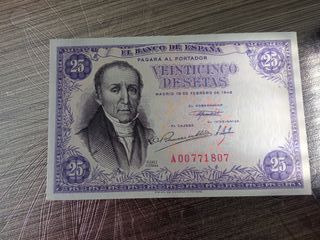 EL BANCO DE ESPAÑA
PAGARÁ AL PORTADOR
25 25
VEINTICINCO
PESETAS
MADRID 19 DE FEBRERO DE 1946
EL GOBERNADOR
EL INTERVENTOR
EL CAJERO
A00771807
25 25